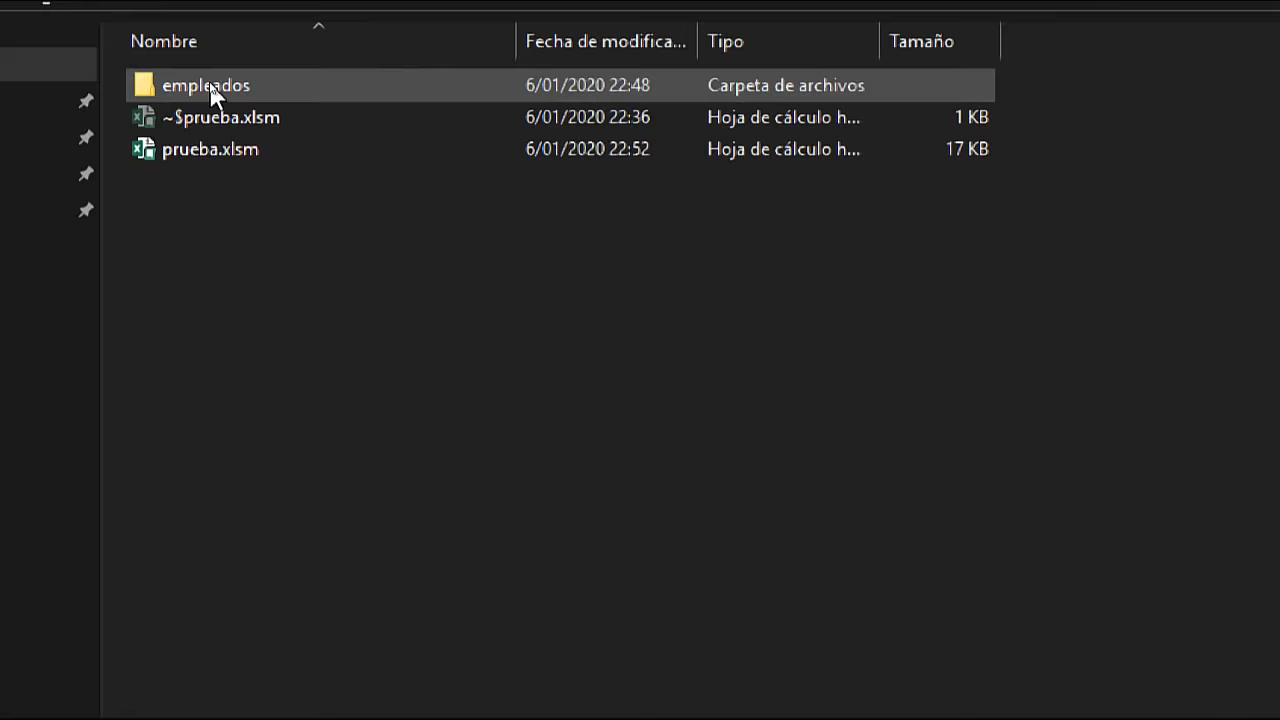 Nombre Fecha de modifica... Tipo Tamaño
empleados 6/01/2020 22:48 Carpeta de archivos
~$prueba.xlsm 6/01/2020 22:36 Hoja de cálculo h... 1 KB
prueba.xlsm 6/01/2020 22:52 Hoja de cálculo h... 17 KB